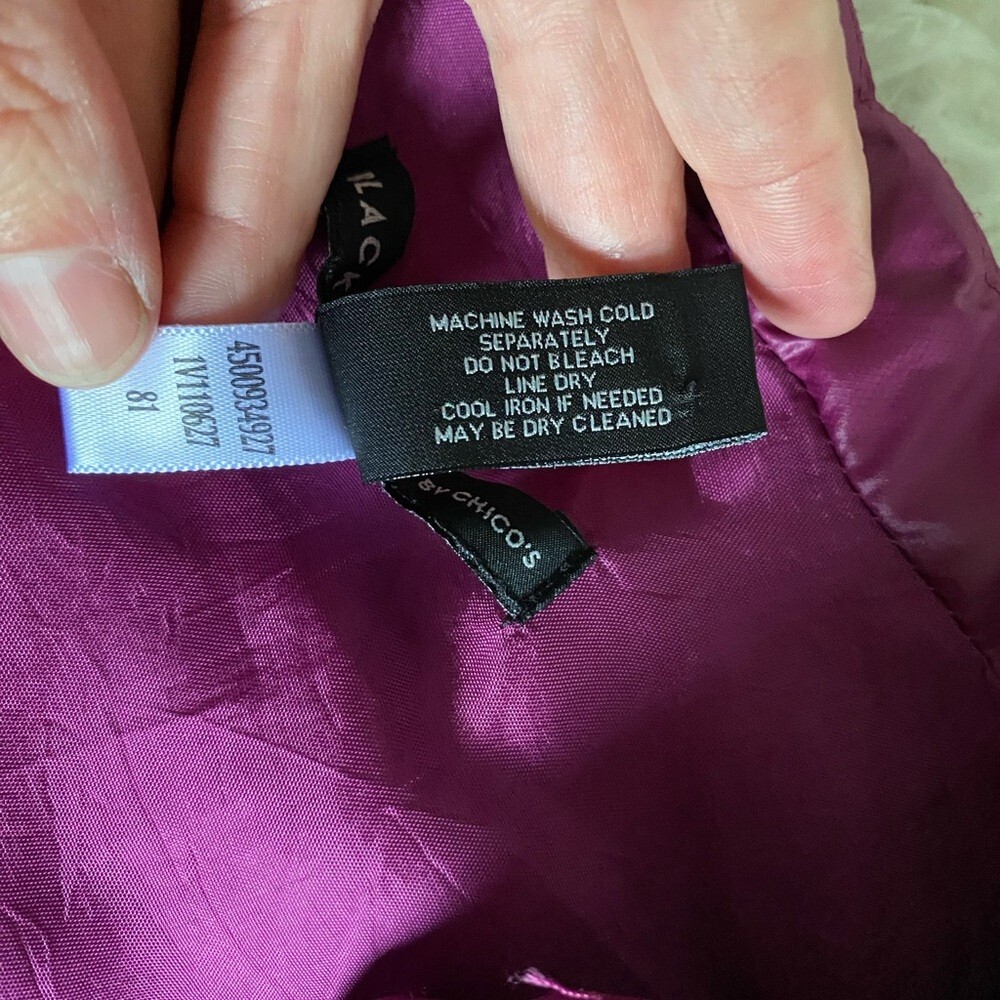 MACHINE WASH COLD
SEPARATELY
DO NOT BLEACH
LINE DRY
COOL IRON IF NEEDED
MAY BE DRY CLEANED
4500934927
1V110627
81
BY CHICO'S